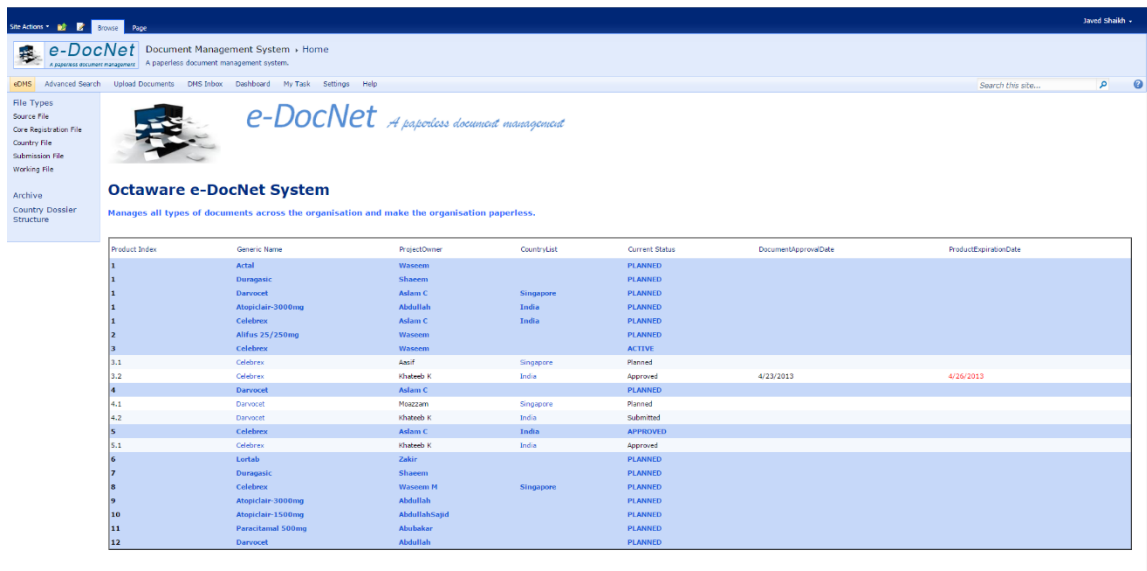 Site Actions Browse Page Javed Shaikh
e-DocNet Document Management System › Home
A paperless document management A paperless document management system.
eDMS Advanced Search Upload Documents DMS Inbox Dashboard My Task Settings Help Search this site...
File Types
Source File
Core Registration File
Country File
Submission File
Working File
Archive
Country Dossier
Structure
e-DocNet A paperless document management
Octaware e-DocNet System
Manages all types of documents across the organisation and make the organisation paperless.
Product Index Generic Name ProjectOwner CountryList Current Status DocumentApprovalDate ProductExpirationDate
1 Actal Waseem PLANNED
1 Duragasic Shaeem PLANNED
1 Darvocet Aslam C Singapore PLANNED
1 Atopiclair-3000mg Abdullah India PLANNED
1 Celebrex Aslam C India PLANNED
2 Alifus 25/250mg Waseem PLANNED
3 Celebrex Waseem ACTIVE
3.1 Celebrex Aasif Singapore Planned
3.2 Celebrex Khateeb K India Approved 4/23/2013 4/26/2013
4 Darvocet Aslam C PLANNED
4.1 Darvocet Moazzam Singapore Planned
4.2 Darvocet Khateeb K India Submitted
5 Celebrex Aslam C India APPROVED
5.1 Celebrex Khateeb K India Approved
6 Lortab Zakir PLANNED
7 Duragasic Shaeem PLANNED
8 Celebrex Waseem M Singapore PLANNED
9 Atopiclair-3000mg Abdullah PLANNED
10 Atopiclair-1500mg AbdullahSajid PLANNED
11 Paracitamal 500mg Abubakar PLANNED
12 Darvocet Abdullah PLANNED